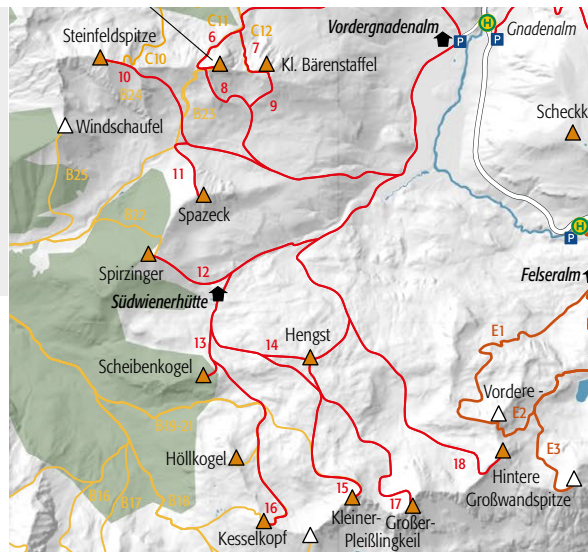 C11
C12
Steinfeldspitze
6
7
Vordergnadenalm
H
P
P
Gnadenalm
C10
10
8
Kl. Bärenstaffel
B24
B23
9
Scheckk
Windschaufel
B25
11
Spazeck
B22
H
P
Spirzinger
12
Felseralm
Südwienerhütte
E1
13
14
Hengst
Scheibenkogel
Vordere -
E2
B19-21
Höllkogel
18
Hintere
Großwandspitze
E3
B16
B17
B18
15
16
17
Kleiner-
Großer-
Pleißlingkeil
Kesselkopf